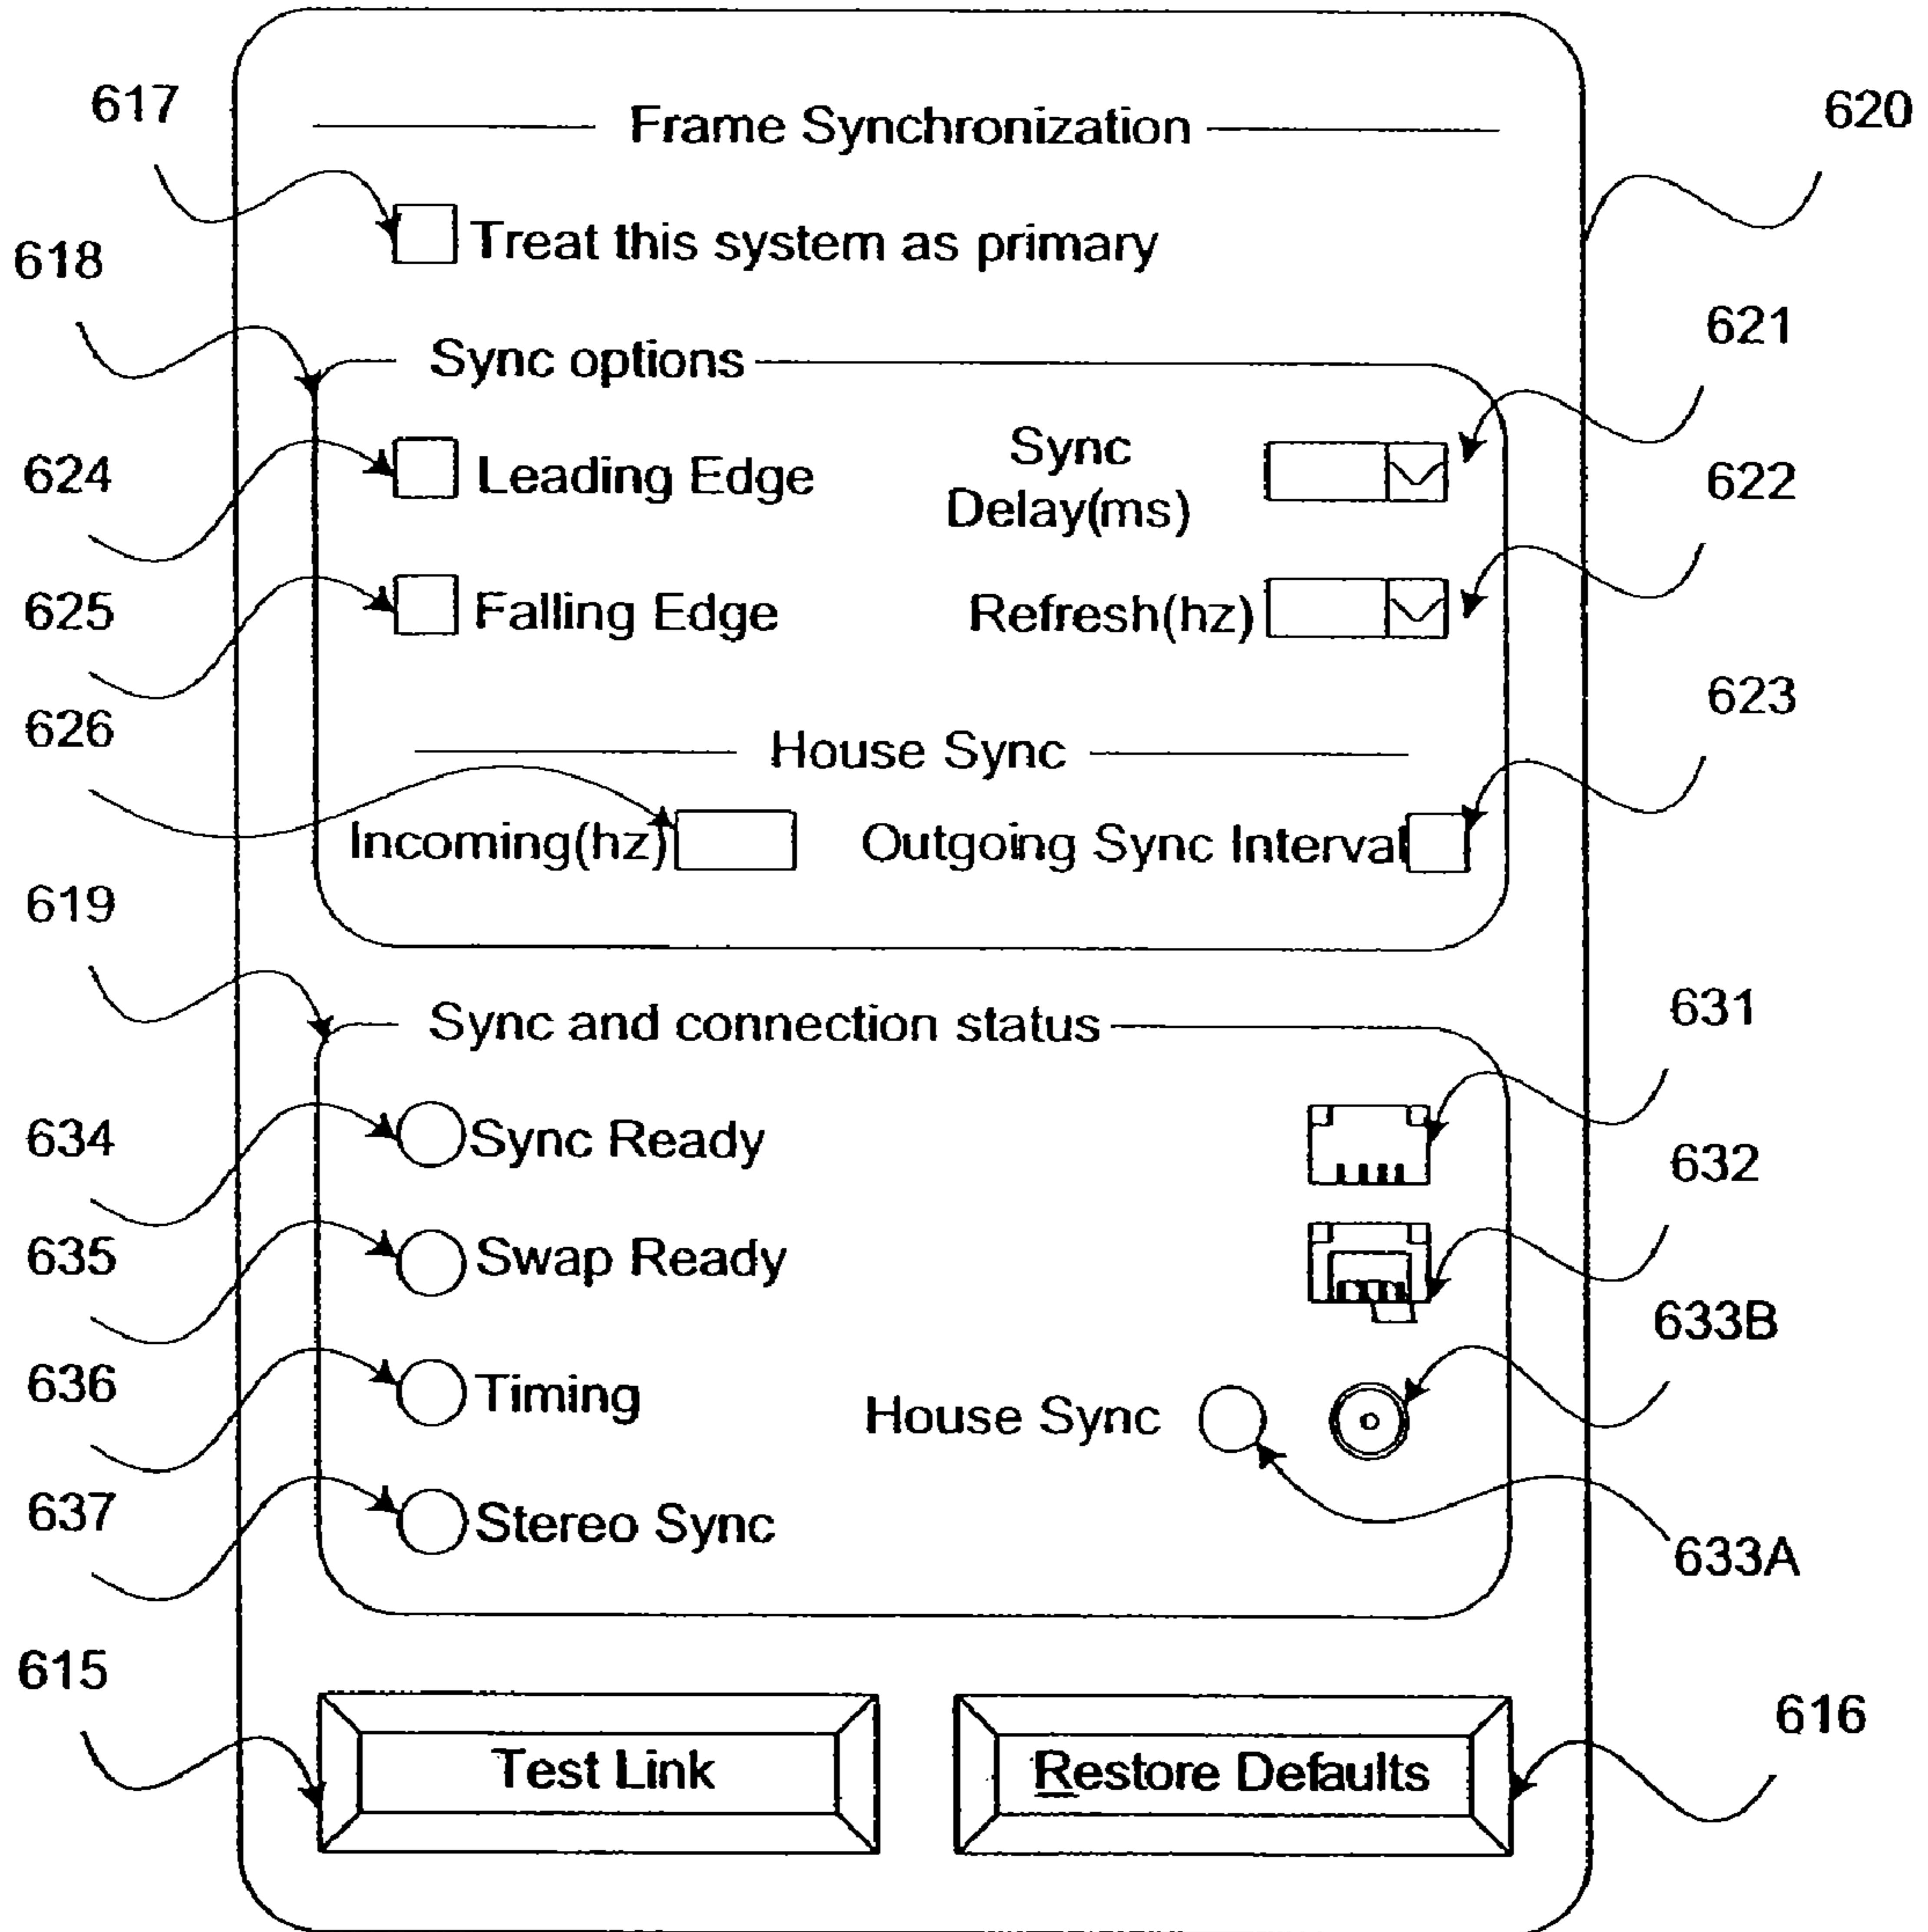 617
Frame Synchronization
620
Treat this system as primary
618
621
Sync options
624
Leading Edge
Sync
Delay(ms)
622
625
Falling Edge
Refresh(hz)
626
House Sync
623
Incoming(hz)
Outgoing Sync Interval
619
Sync and connection status
631
634
Sync Ready
632
635
Swap Ready
633B
636
Timing
House Sync
637
Stereo Sync
633A
615
616
Test Link
Restore Defaults